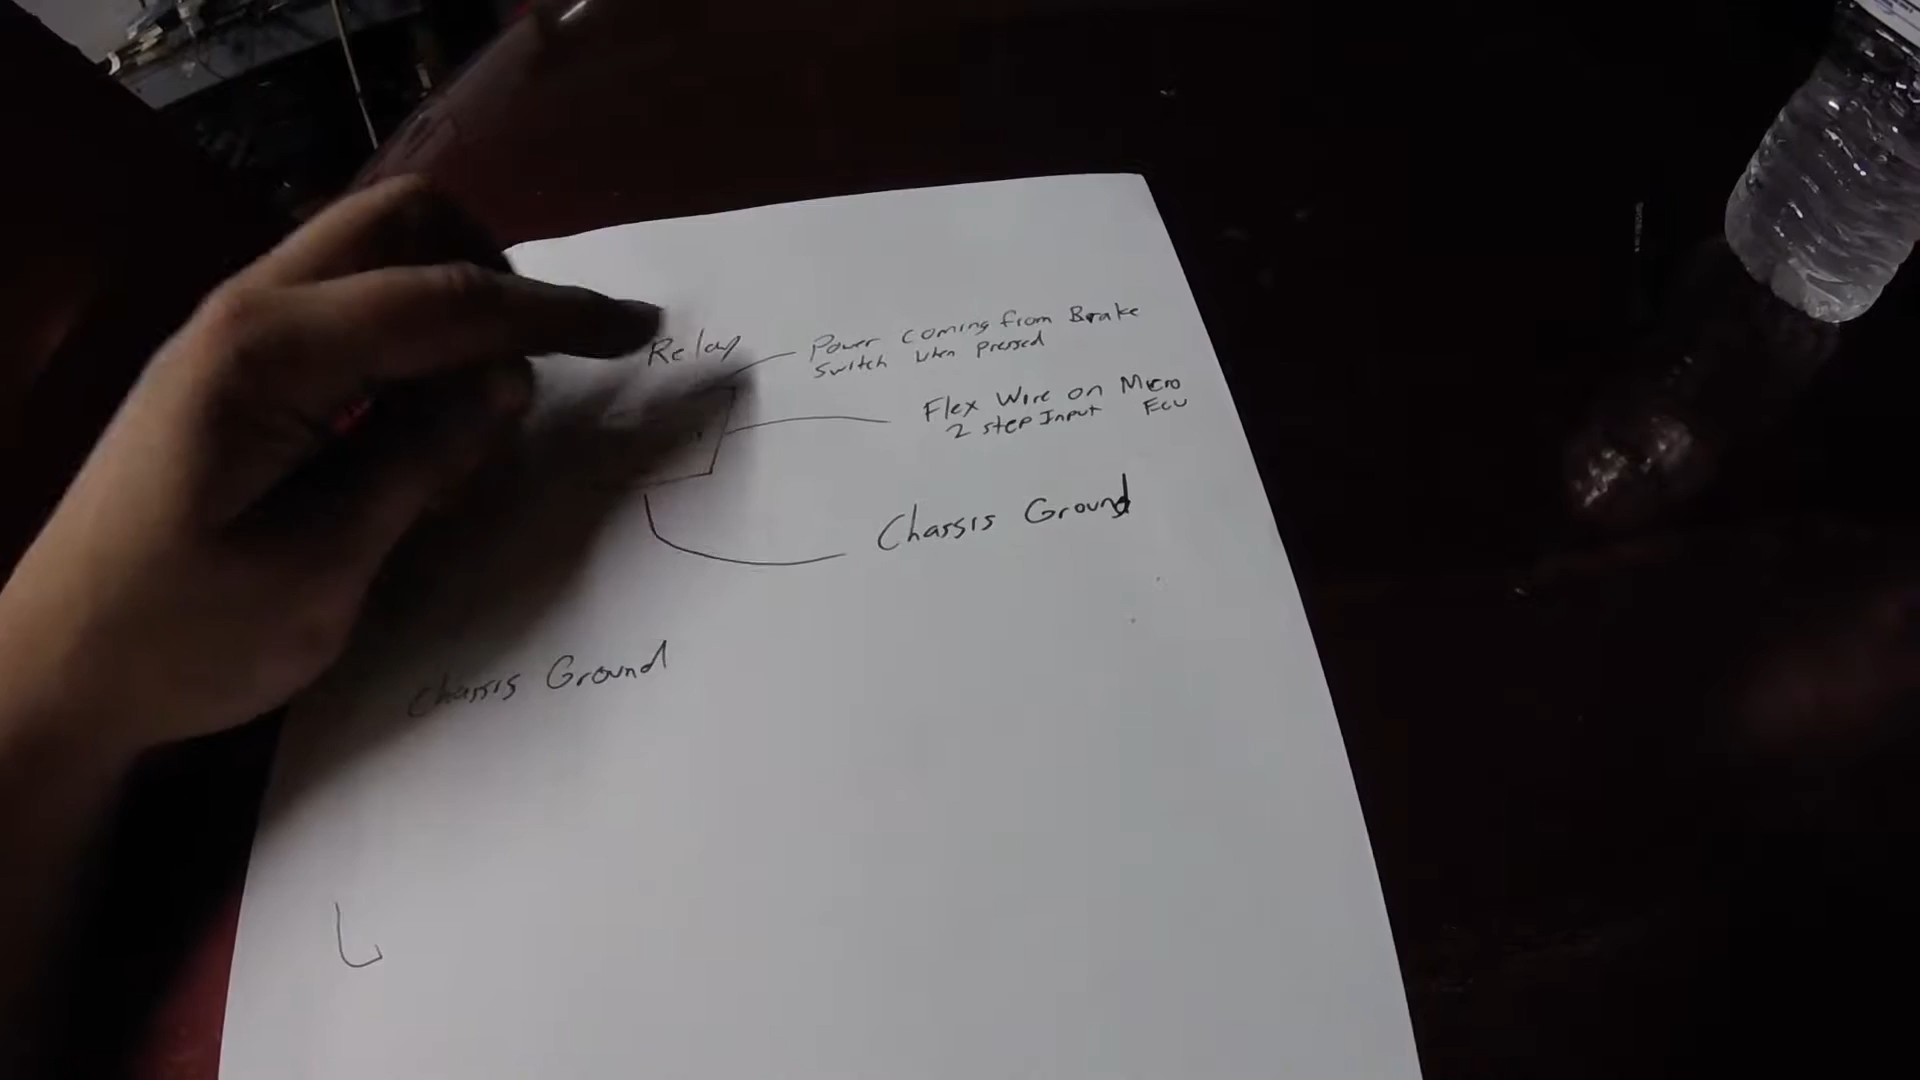 Relay
Power Coming from Brake
Switch When Pressed
Flex Wire on Micro
2 step Input Ecu
Chassis Ground
Chassis Ground